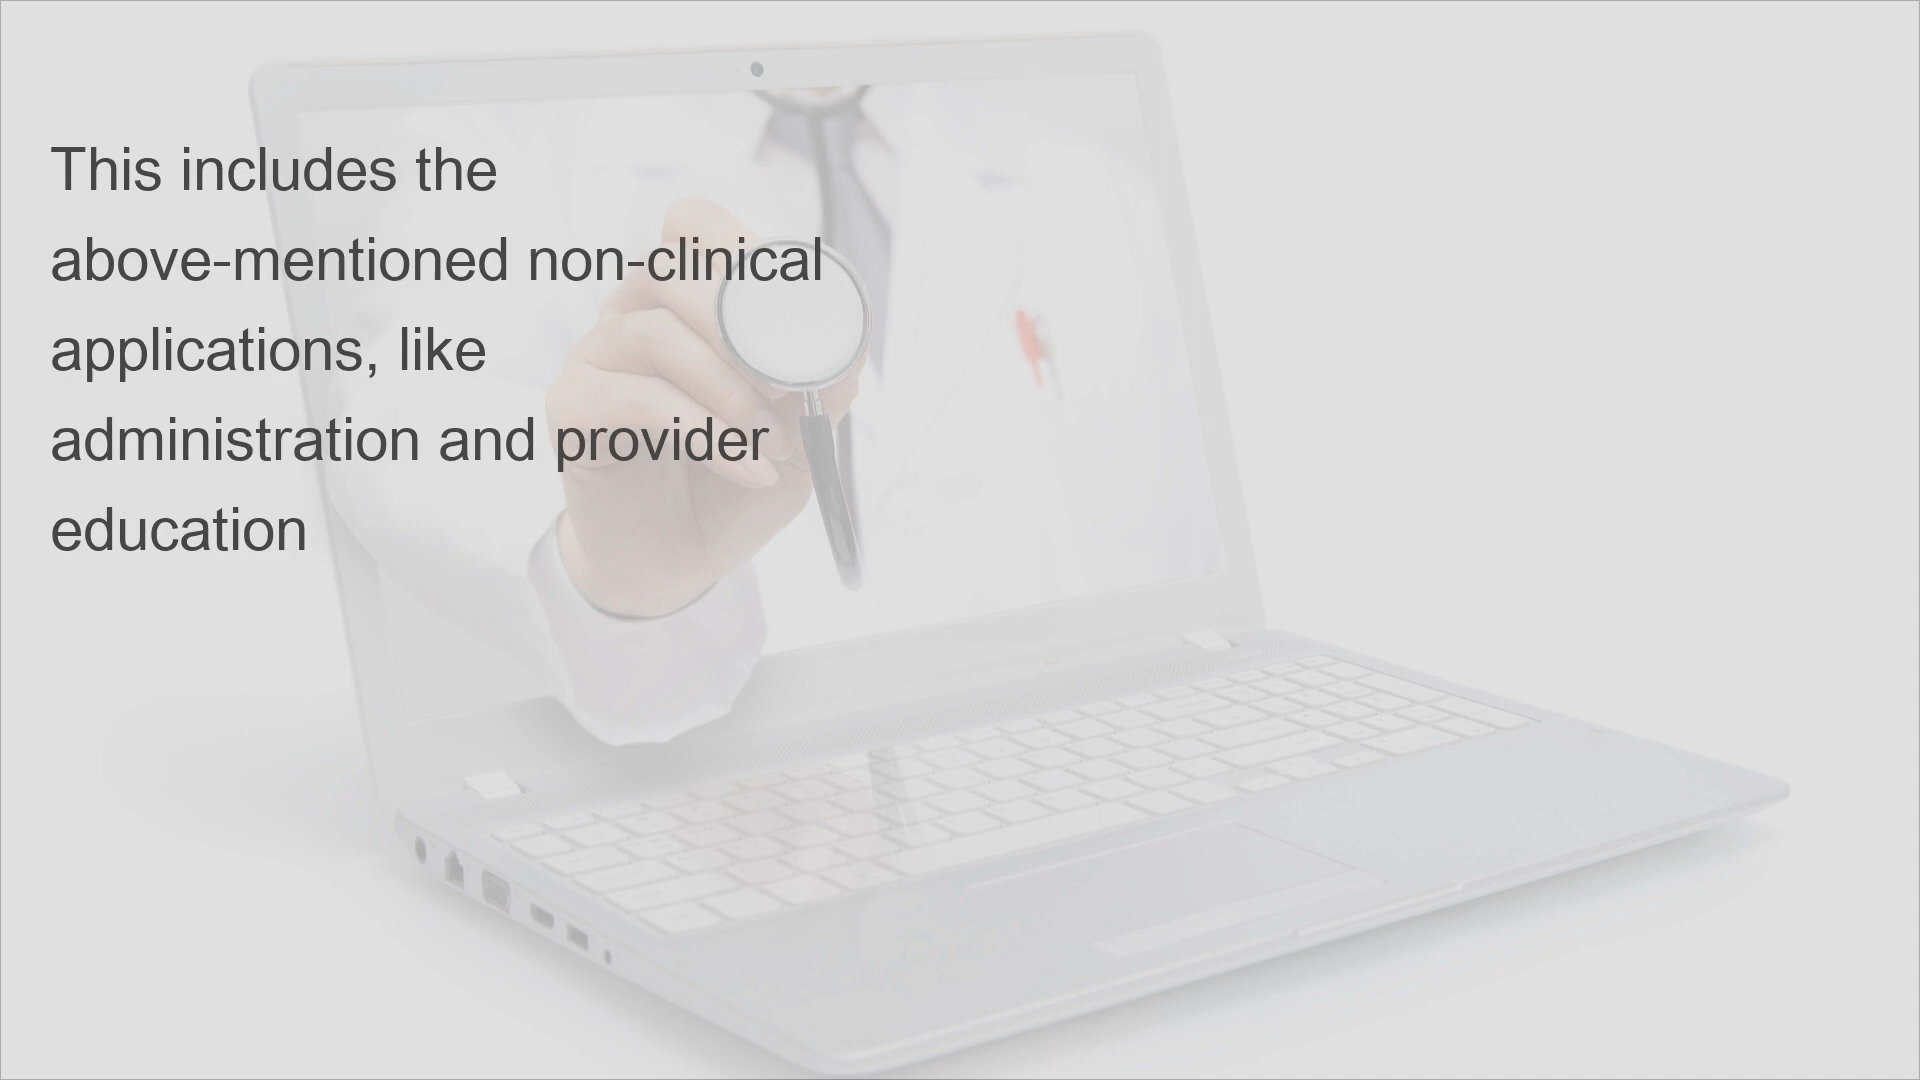 This includes the
above-mentioned non-clinical
applications, like
administration and provider
education